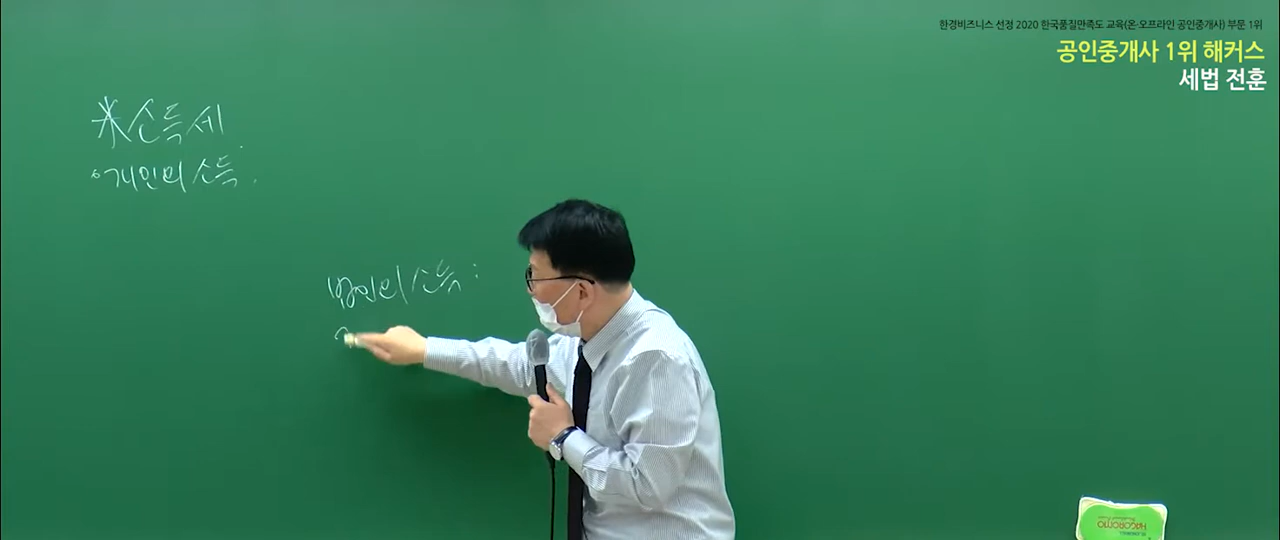 한경비즈니스 선정 2020 한국품질만족도 교육(온·오프라인 공인중개사) 부문 1위
공인중개사 1위 해커스
세법 전훈
※소득세
개인의 소득.
법인의 소득 :
HAGOROMO